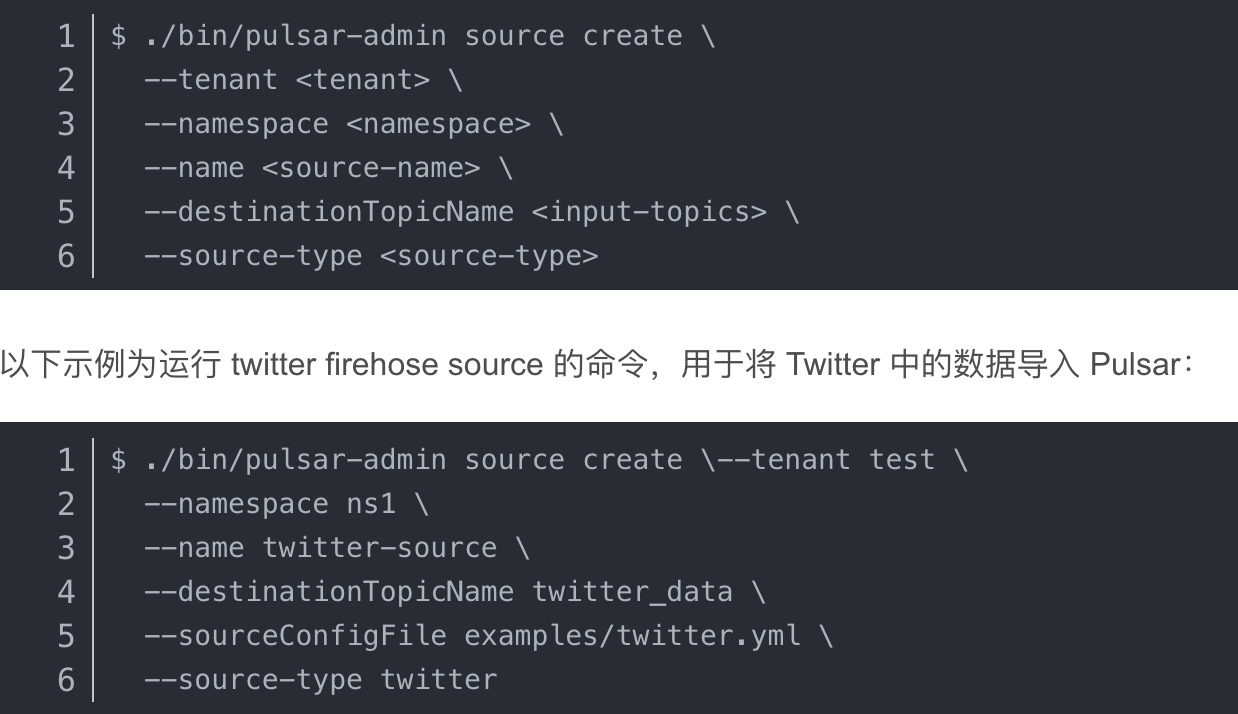 1 $ ./bin/pulsar-admin source create \
2 --tenant <tenant> \
3 --namespace <namespace> \
4 --name <source-name> \
5 --destinationTopicName <input-topics> \
6 --source-type <source-type>
以下示例为运行 twitter firehose source 的命令，用于将 Twitter 中的数据导入 Pulsar：
1 $ ./bin/pulsar-admin source create \--tenant test \
2 --namespace ns1 \
3 --name twitter-source \
4 --destinationTopicName twitter_data \
5 --sourceConfigFile examples/twitter.yml \
6 --source-type twitter